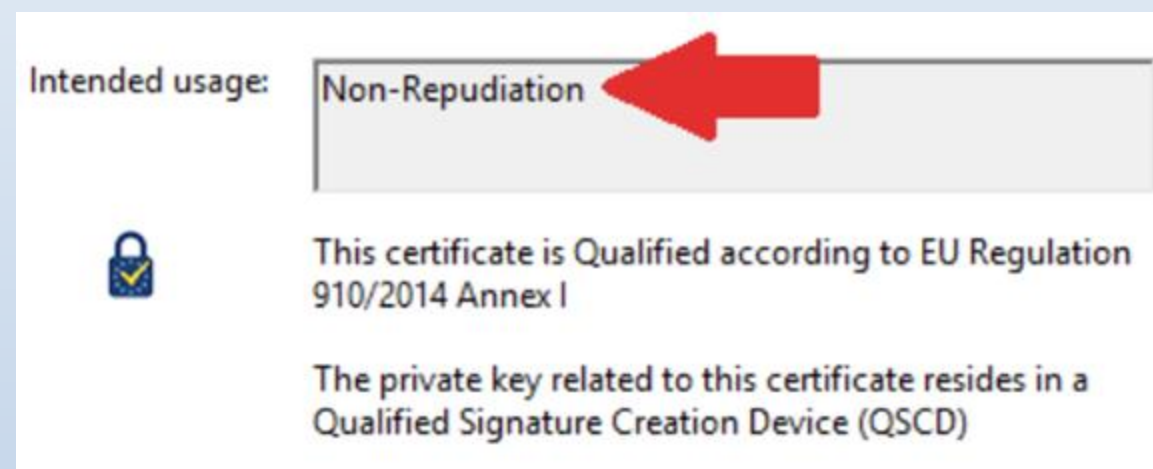 Intended usage:
Non-Repudiation
This certificate is Qualified according to EU Regulation
910/2014 Annex I
The private key related to this certificate resides in a
Qualified Signature Creation Device (QSCD)